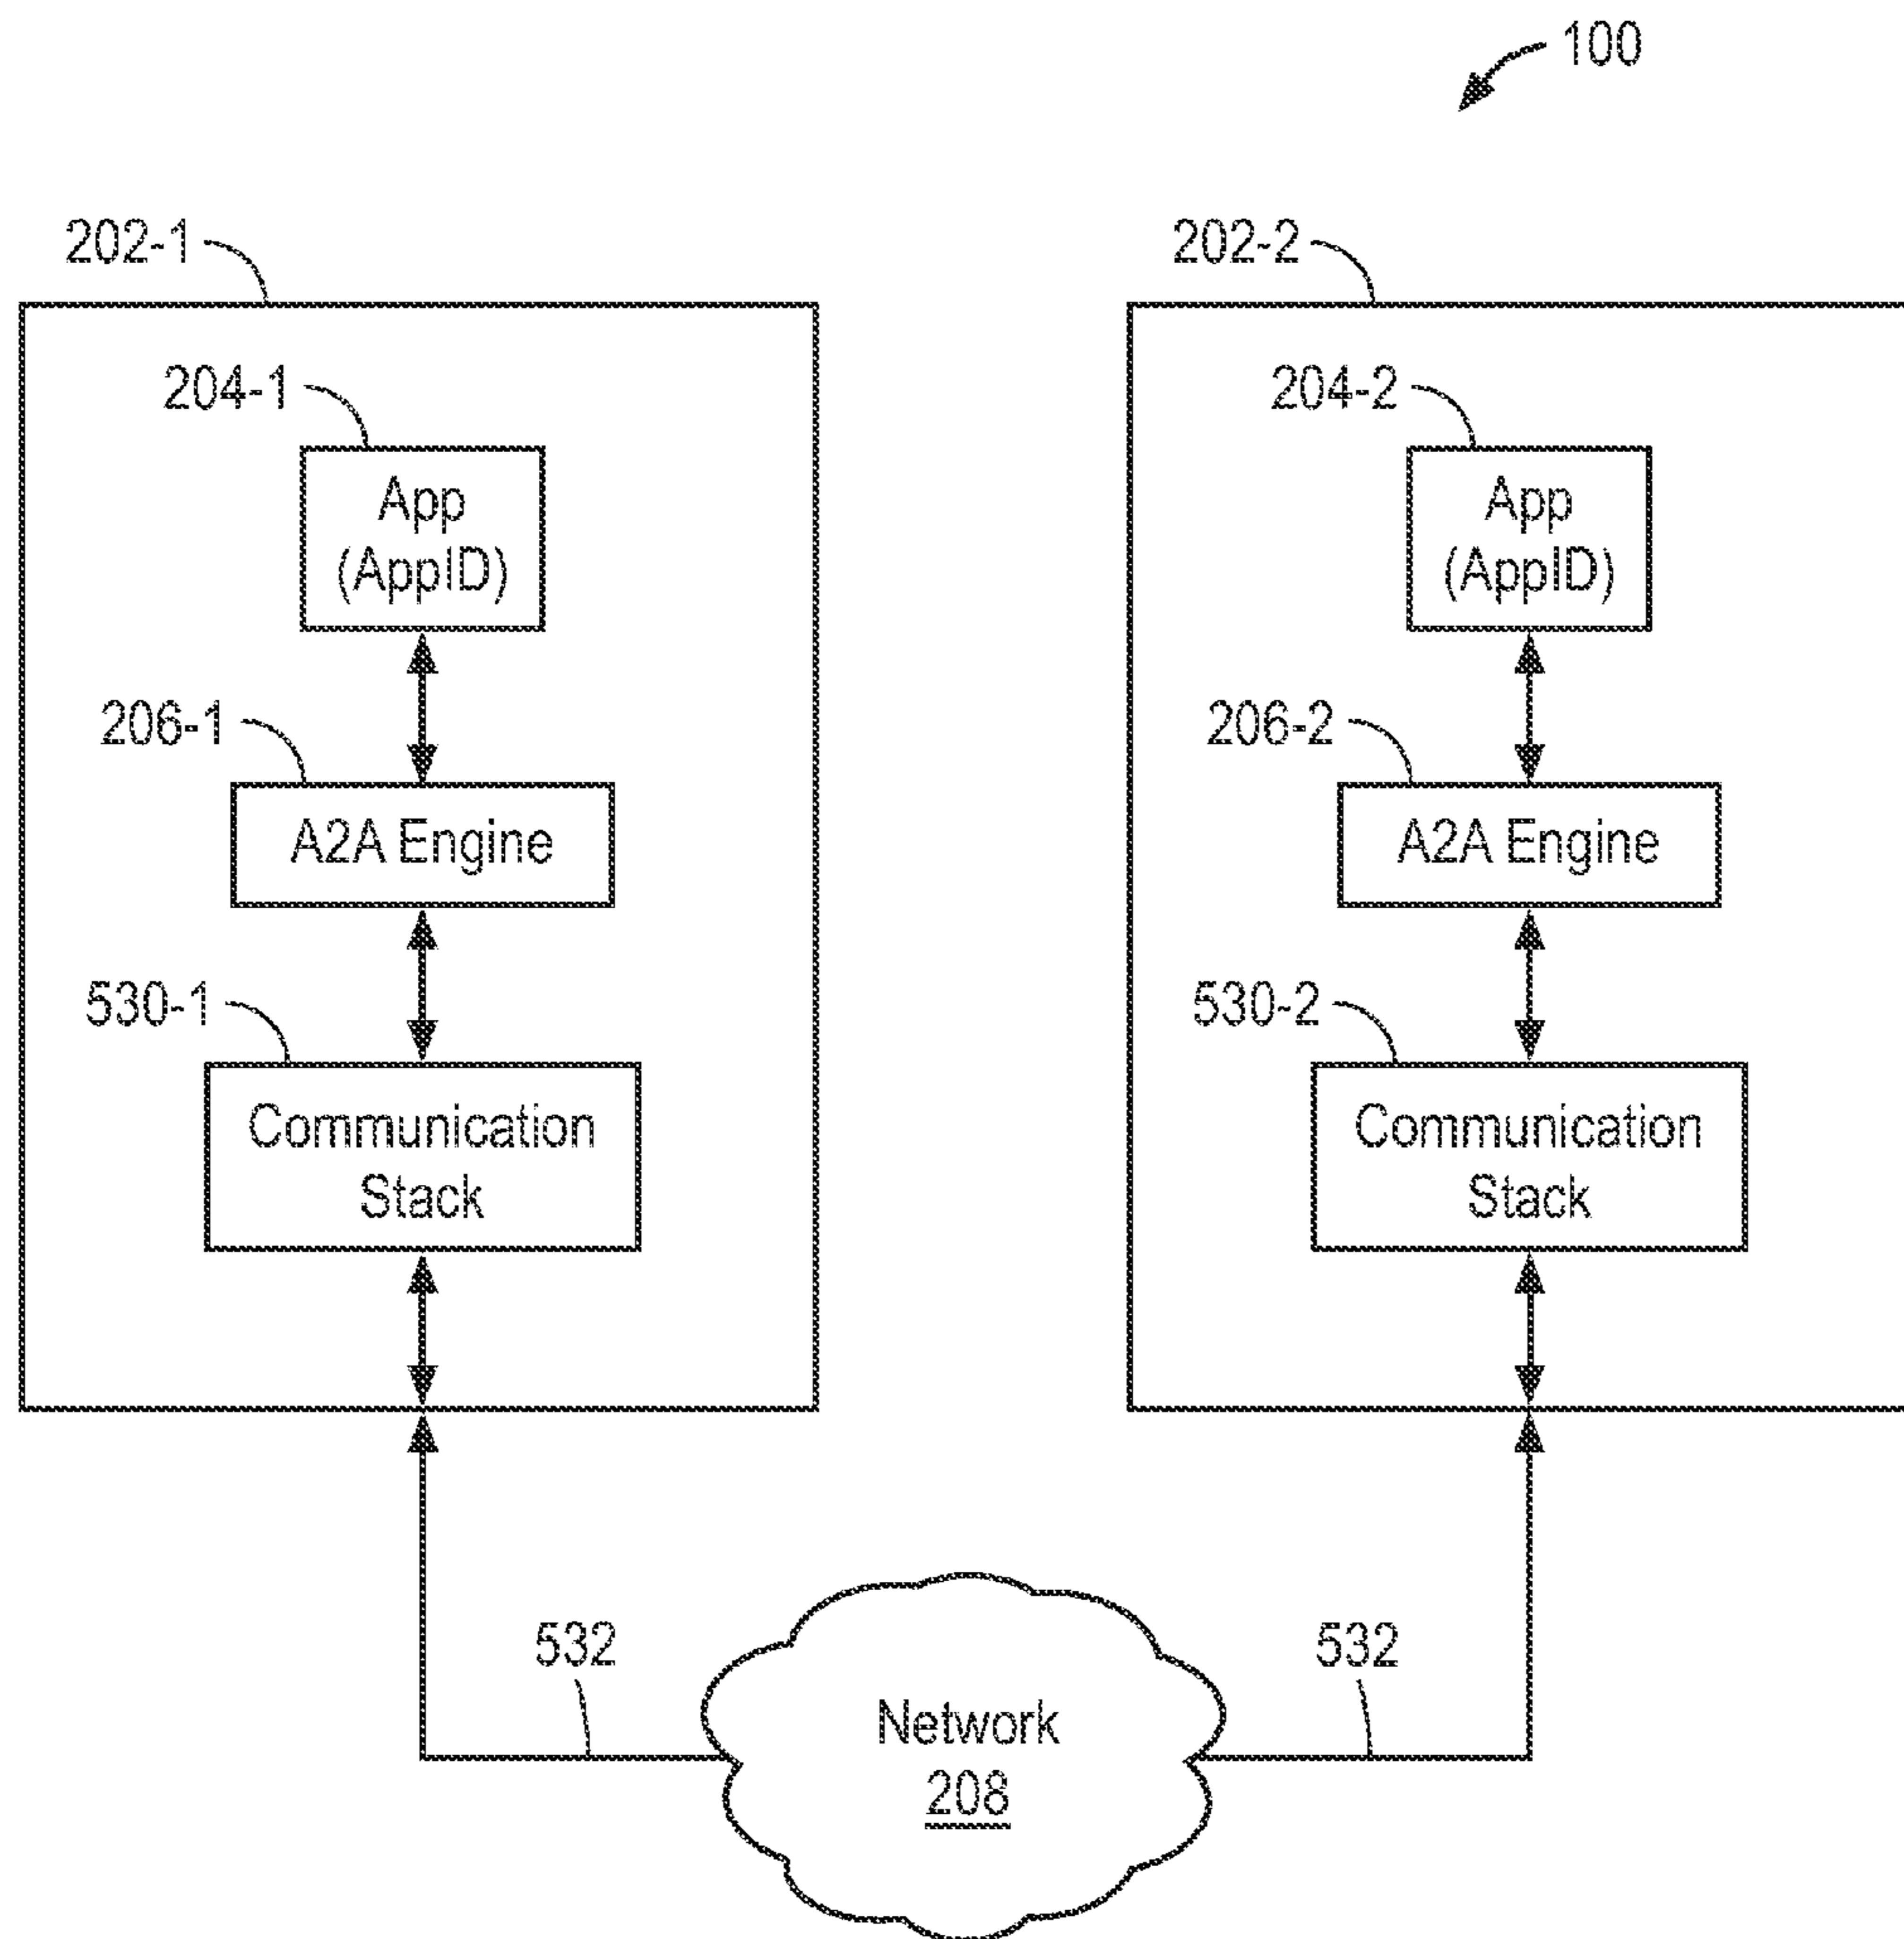 100
202-1
202-2
204-1
204-2
App
(AppID)
App
(AppID)
206-1
206-2
A2A Engine
A2A Engine
530-1
530-2
Communication
Stack
Communication
Stack
532
532
Network
208